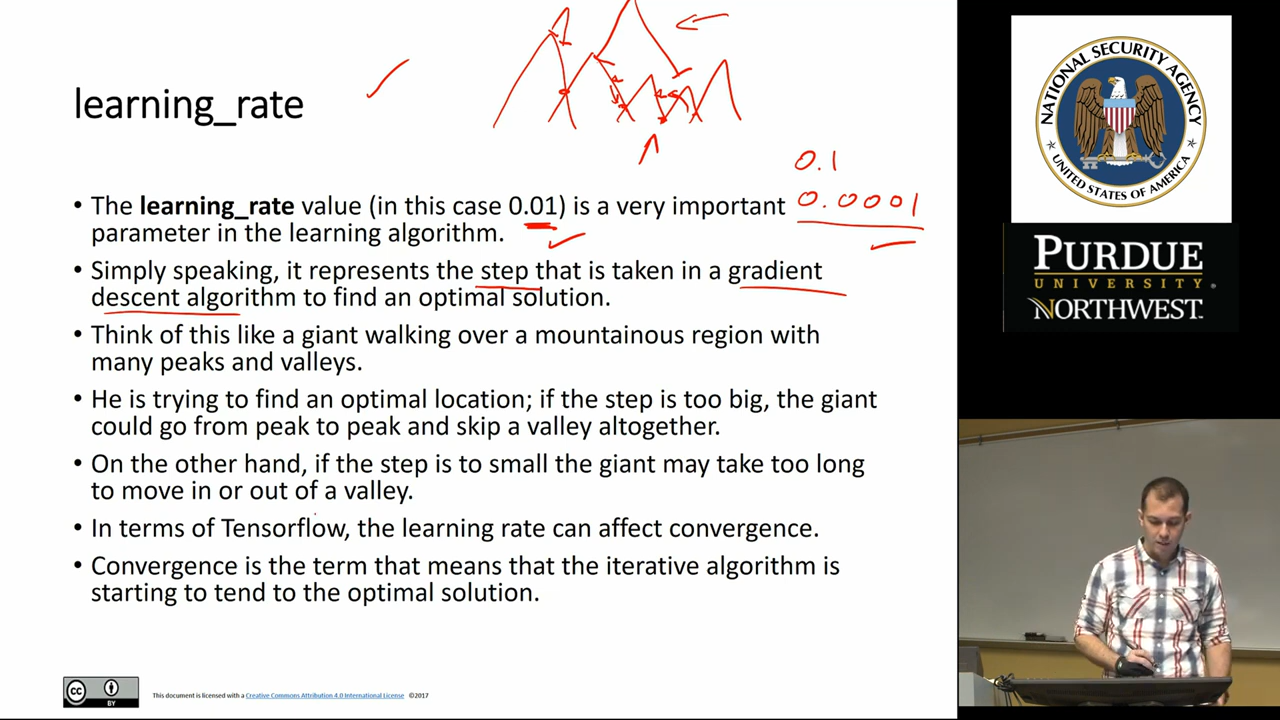 learning_rate
0.1
0.0001
• The learning_rate value (in this case 0.01) is a very important
parameter in the learning algorithm.
• Simply speaking, it represents the step that is taken in a gradient
descent algorithm to find an optimal solution.
• Think of this like a giant walking over a mountainous region with
many peaks and valleys.
• He is trying to find an optimal location; if the step is too big, the giant
could go from peak to peak and skip a valley altogether.
• On the other hand, if the step is to small the giant may take too long
to move in or out of a valley.
• In terms of Tensorflow, the learning rate can affect convergence.
• Convergence is the term that means that the iterative algorithm is
starting to tend to the optimal solution.
cc
BY
This document is licensed with a Creative Commons Attribution 4.0 International License ©2017
NATIONAL SECURITY AGENCY
UNITED STATES OF AMERICA
PURDUE
UNIVERSITY
NORTHWEST